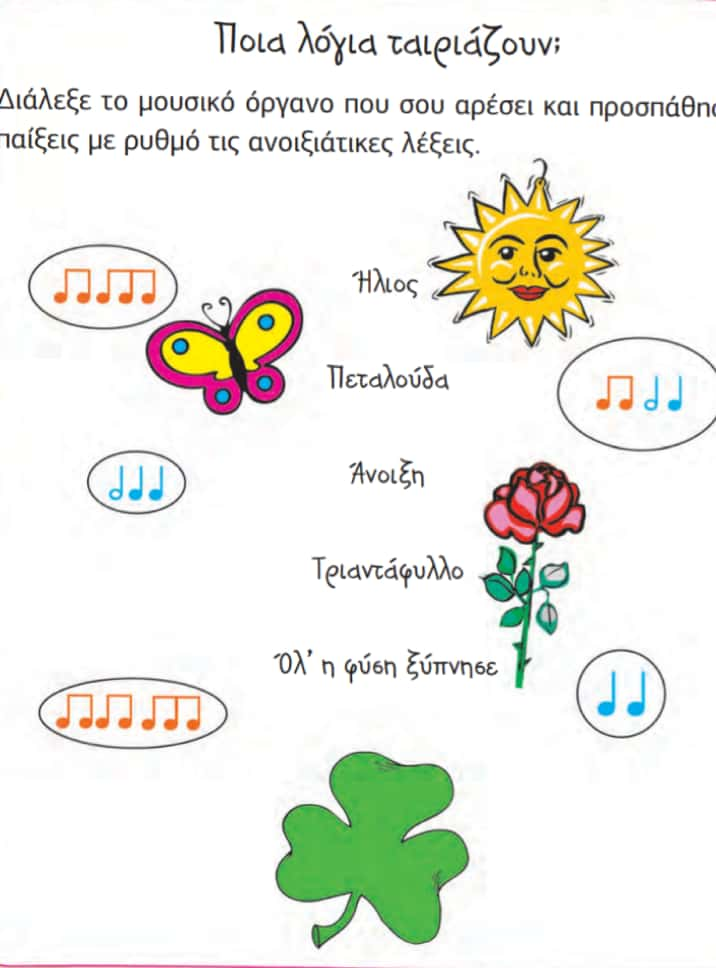 Ποια λόγια ταιριάζουν;
Διάλεξε το μουσικό όργανο που σου αρέσει και προσπάθησ
παίξεις με ρυθμό τις ανοιξιάτικες λέξεις.
Ήλιος
Πεταλούδα
Άνοιξη
Τριαντάφυλλο
Όλ' η φύση ξύπνησε